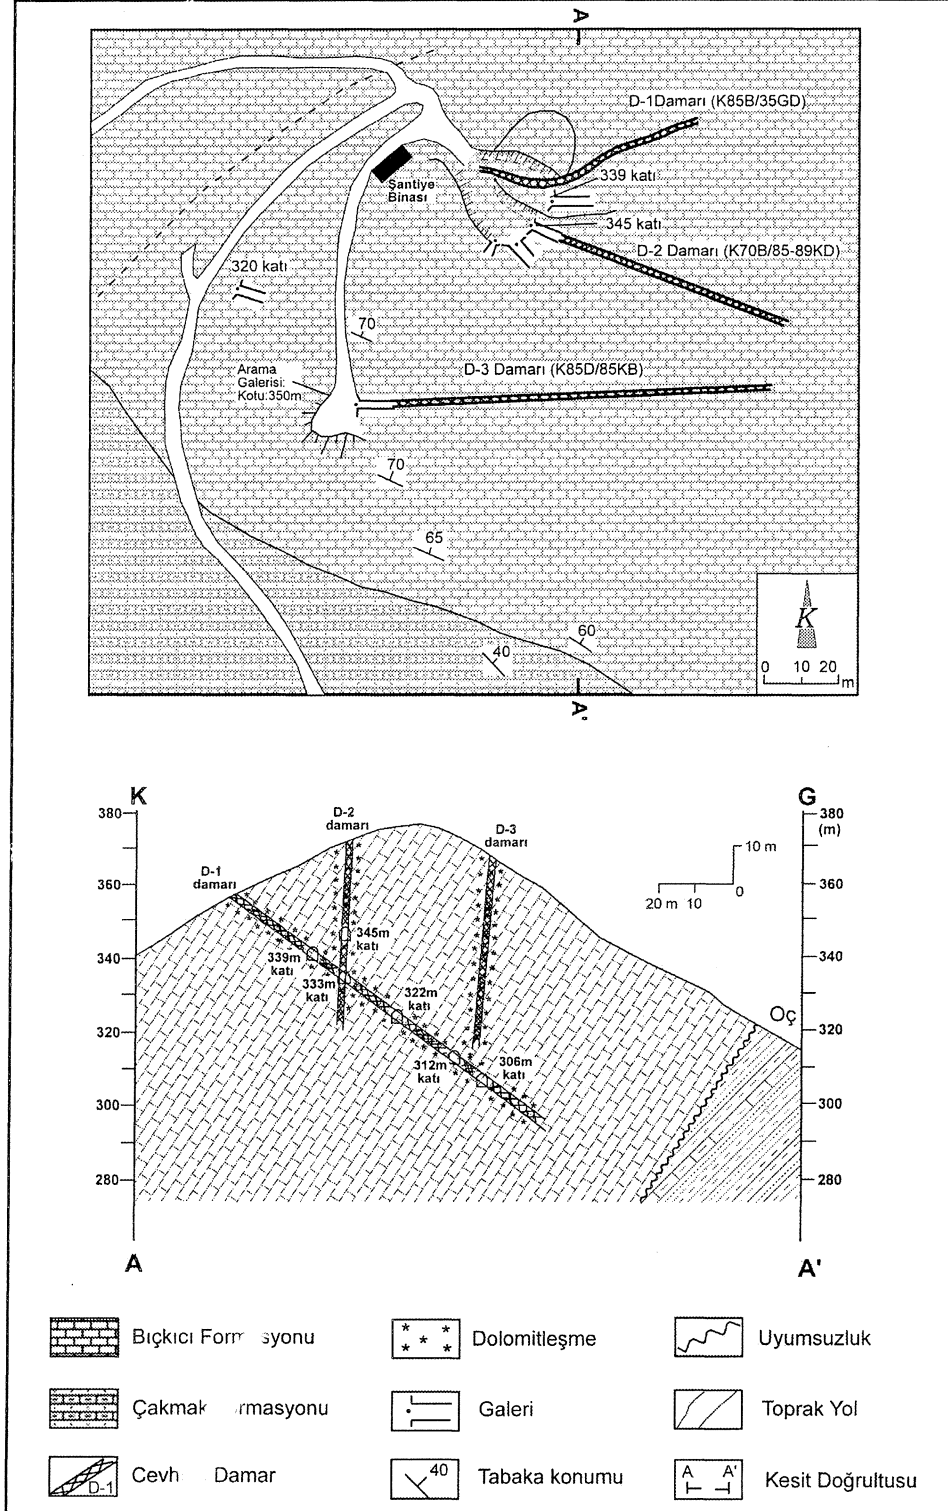 A
D-1Damarı (K85B/35GD)
Şantiye
Binası
339 katı
345 katı
D-2 Damarı (K70B/85-89KD)
320 katı
70
Arama
Galerisi:
Kotu:350m
D-3 Damarı (K85D/85KB)
70
65
60
40
K
0 10 20 m
A'
K
G
380
360
340
320
300
280
380
(m)
360
340
320
300
280
D-1
damarı
D-2
damarı
D-3
damarı
10 m
20 m 10 0
345m
katı
339m
katı
333m
katı
322m
katı
312m
katı
306m
katı
Oç
A
A'
Bıçkıcı Form syonu
Dolomitleşme
Uyumsuzluk
Çakmak rmasyonu
Galeri
Toprak Yol
D-1
Cevh Damar
40
Tabaka konumu
A A'
Kesit Doğrultusu